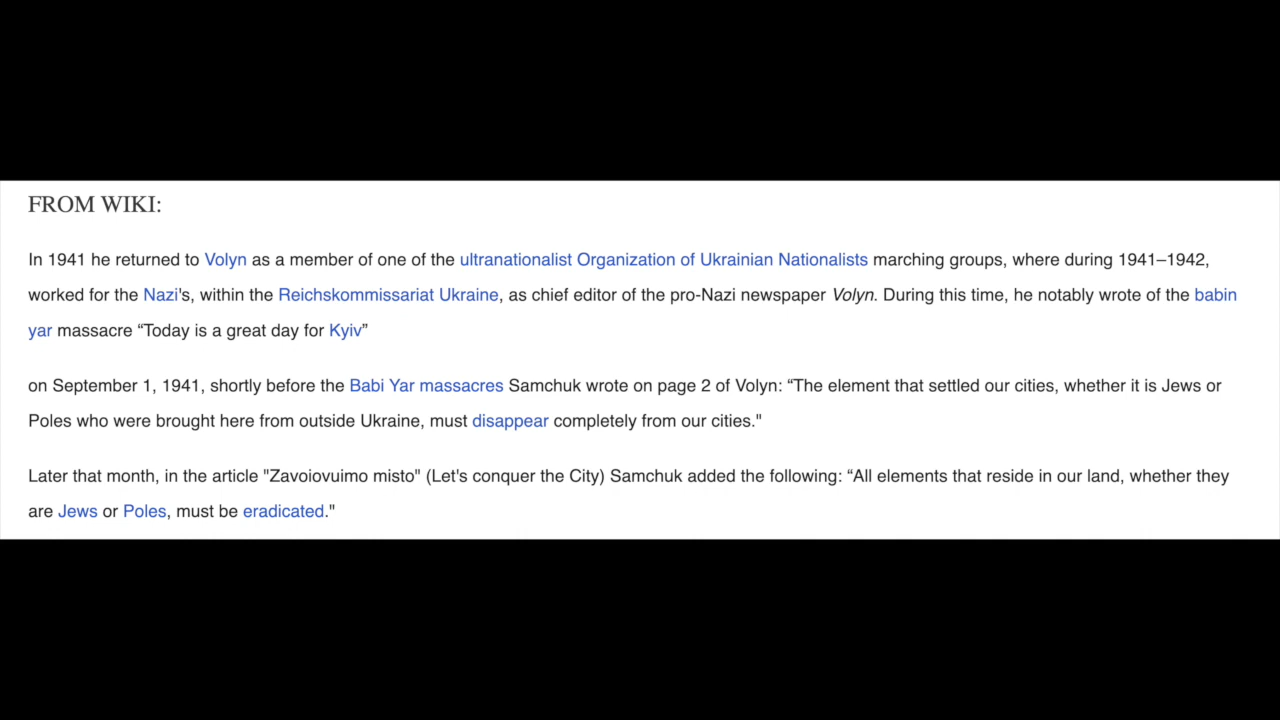 FROM WIKI:
In 1941 he returned to Volyn as a member of one of the ultranationalist Organization of Ukrainian Nationalists marching groups, where during 1941–1942,
worked for the Nazi's, within the Reichskommissariat Ukraine, as chief editor of the pro-Nazi newspaper Volyn. During this time, he notably wrote of the babin
yar massacre “Today is a great day for Kyiv”
on September 1, 1941, shortly before the Babi Yar massacres Samchuk wrote on page 2 of Volyn: “The element that settled our cities, whether it is Jews or
Poles who were brought here from outside Ukraine, must disappear completely from our cities."
Later that month, in the article "Zavoiovuimo misto" (Let's conquer the City) Samchuk added the following: “All elements that reside in our land, whether they
are Jews or Poles, must be eradicated."